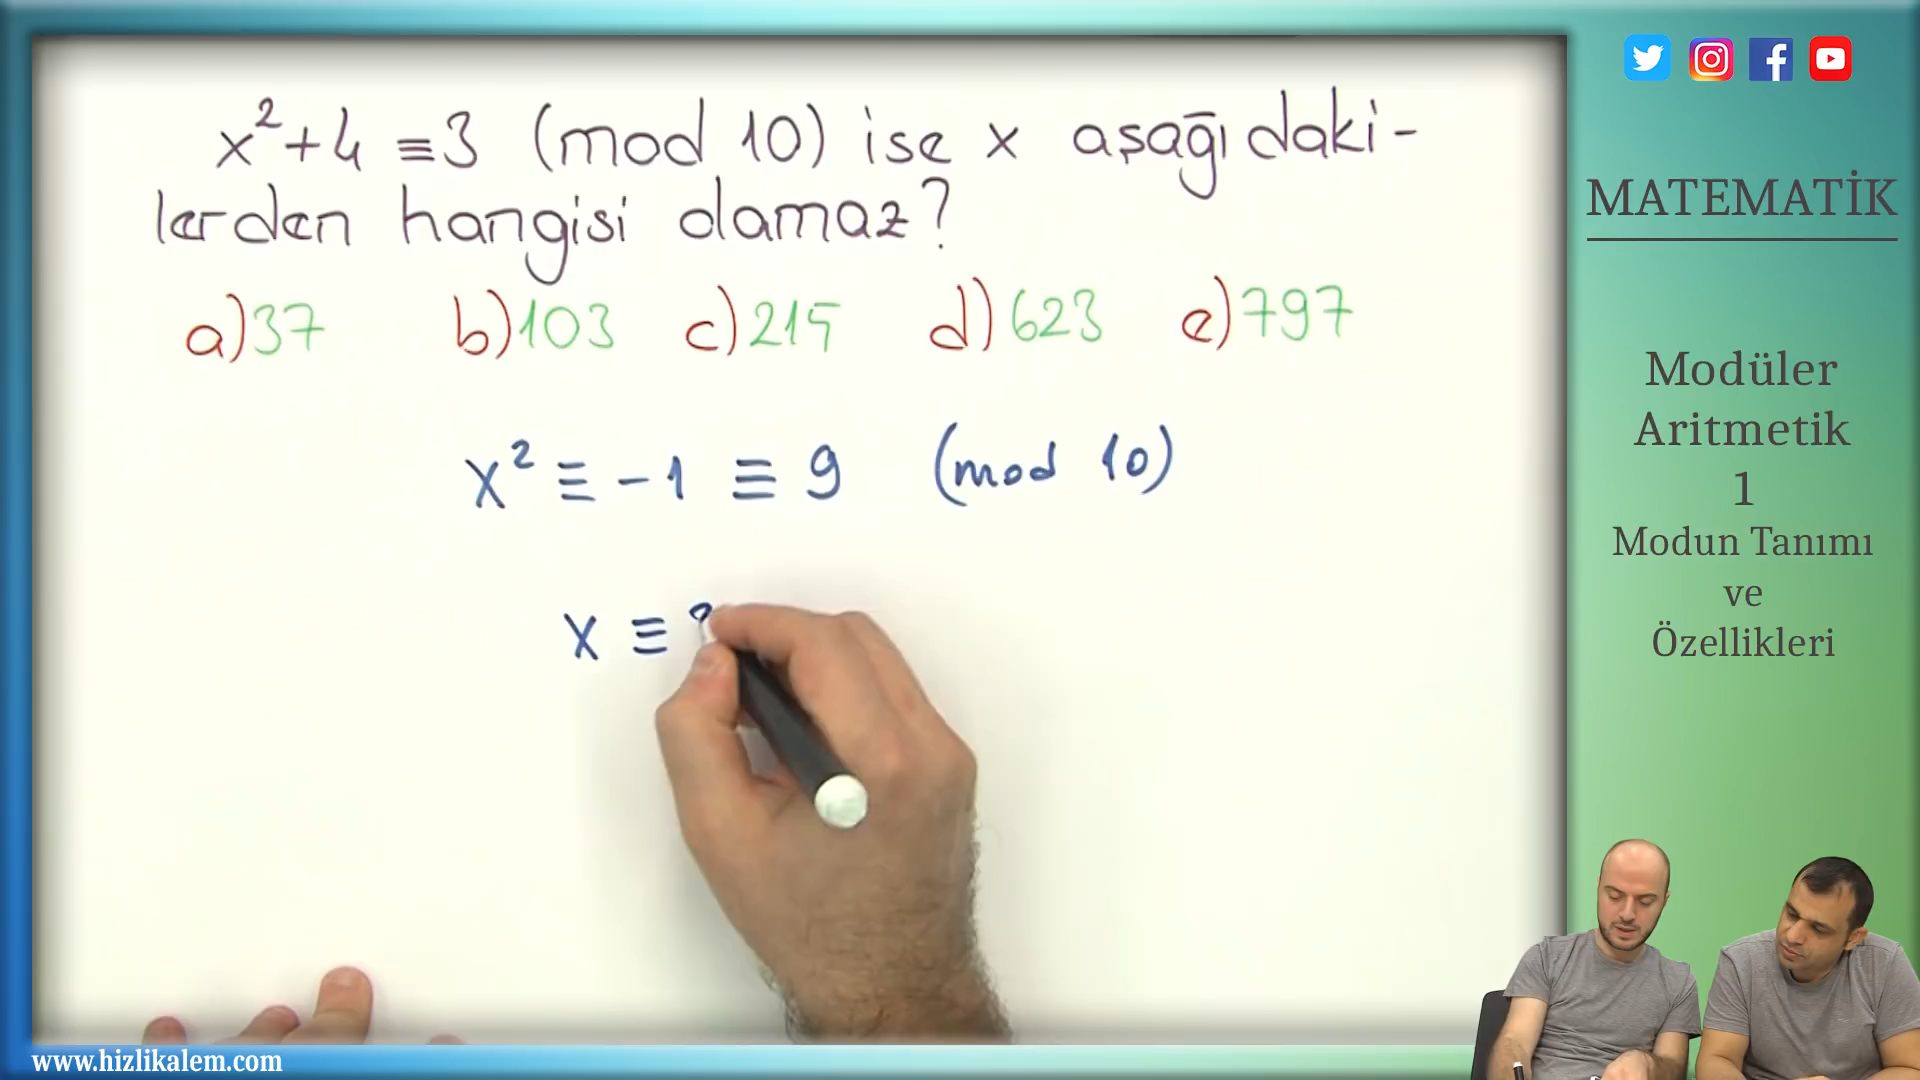 x²+4 ≡3 (mod 10) ise x aşağıdaki-
lerden hangisi olamaz?
a)37 b)103 c)215 d)623 e)797
x² ≡ -1 ≡ 9 (mod 10)
x ≡
MATEMATİK
Modüler
Aritmetik
1
Modun Tanımı
ve
Özellikleri
www.hizlikalem.com